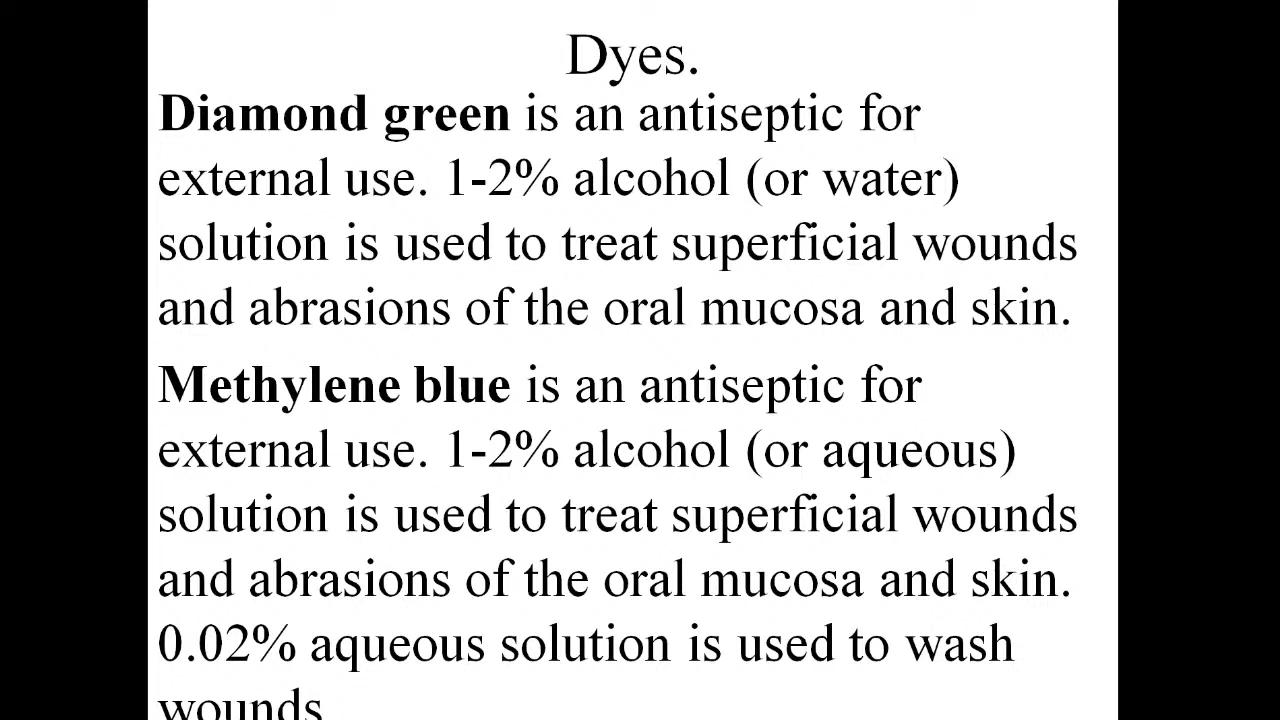 Dyes.
Diamond green is an antiseptic for
external use. 1-2% alcohol (or water)
solution is used to treat superficial wounds
and abrasions of the oral mucosa and skin.
Methylene blue is an antiseptic for
external use. 1-2% alcohol (or aqueous)
solution is used to treat superficial wounds
and abrasions of the oral mucosa and skin.
0.02% aqueous solution is used to wash
wounds